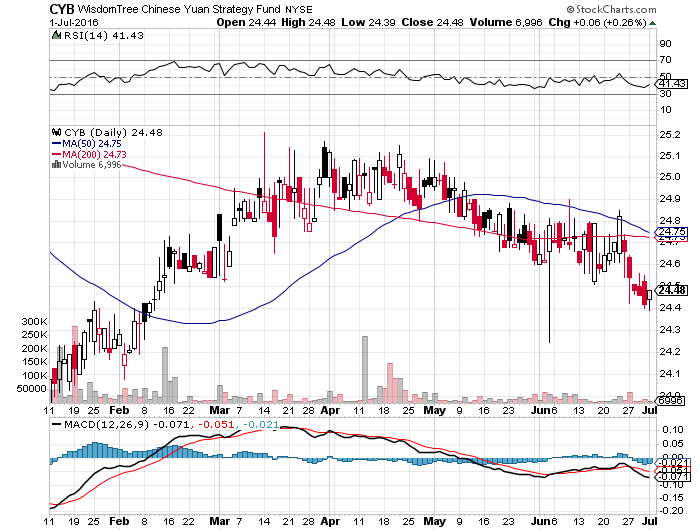 CYB WisdomTree Chinese Yuan Strategy Fund NYSE © StockCharts.com
1-Jul-2016 Open 24.44 High 24.48 Low 24.39 Close 24.48 Volume 6,996 Chg +0.06 (+0.26%)
RSI(14) 41.43
90
70
50
41.43
30
10
CYB (Daily) 24.48
MA(50) 24.75
MA(200) 24.73
Volume 6,996
25.2
25.1
25.0
24.9
24.8
24.75
24.73
24.6
24.48
24.4
24.3
24.2
24.1
24.0
300K
250K
200K
150K
100K
50000
6996
11 19 25 Feb 8 16 22 Mar 7 14 21 28 Apr 11 18 25 May 9 16 23 Jun 6 13 20 27 Jul
MACD(12,26,9) -0.071, -0.051, -0.021
0.10
0.05
0.00
-0.021
-0.051
-0.071
-0.10
-0.15
-0.20
11 19 25 Feb 8 16 22 Mar 7 14 21 28 Apr 11 18 25 May 9 16 23 Jun 6 13 20 27 Jul